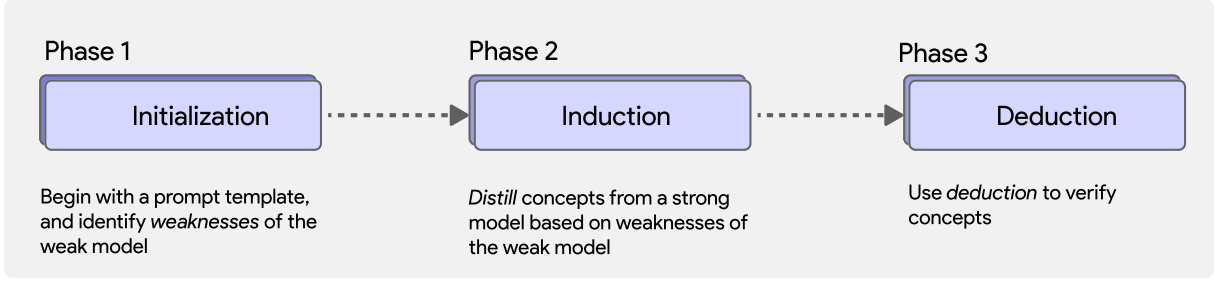 Phase 1
Initialization
Begin with a prompt template,
and identify weaknesses of the
weak model
Phase 2
Induction
Distill concepts from a strong
model based on weaknesses of
the weak model
Phase 3
Deduction
Use deduction to verify
concepts